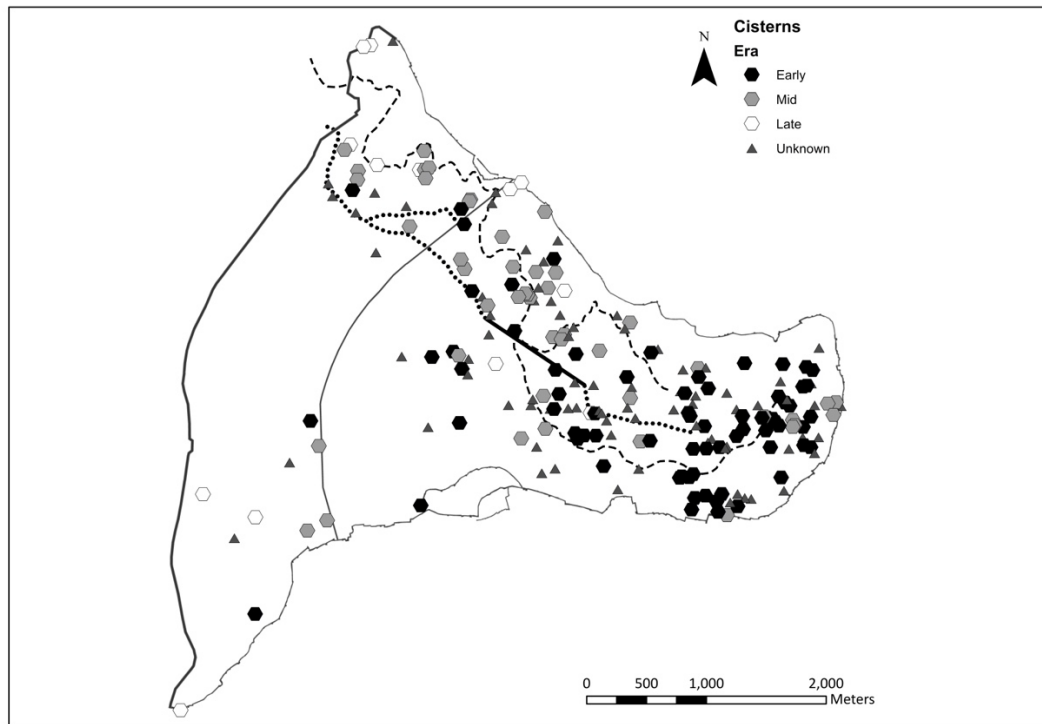 Cisterns
N
Era
Early
Mid
Late
Unknown
0 500 1,000 2,000
Meters